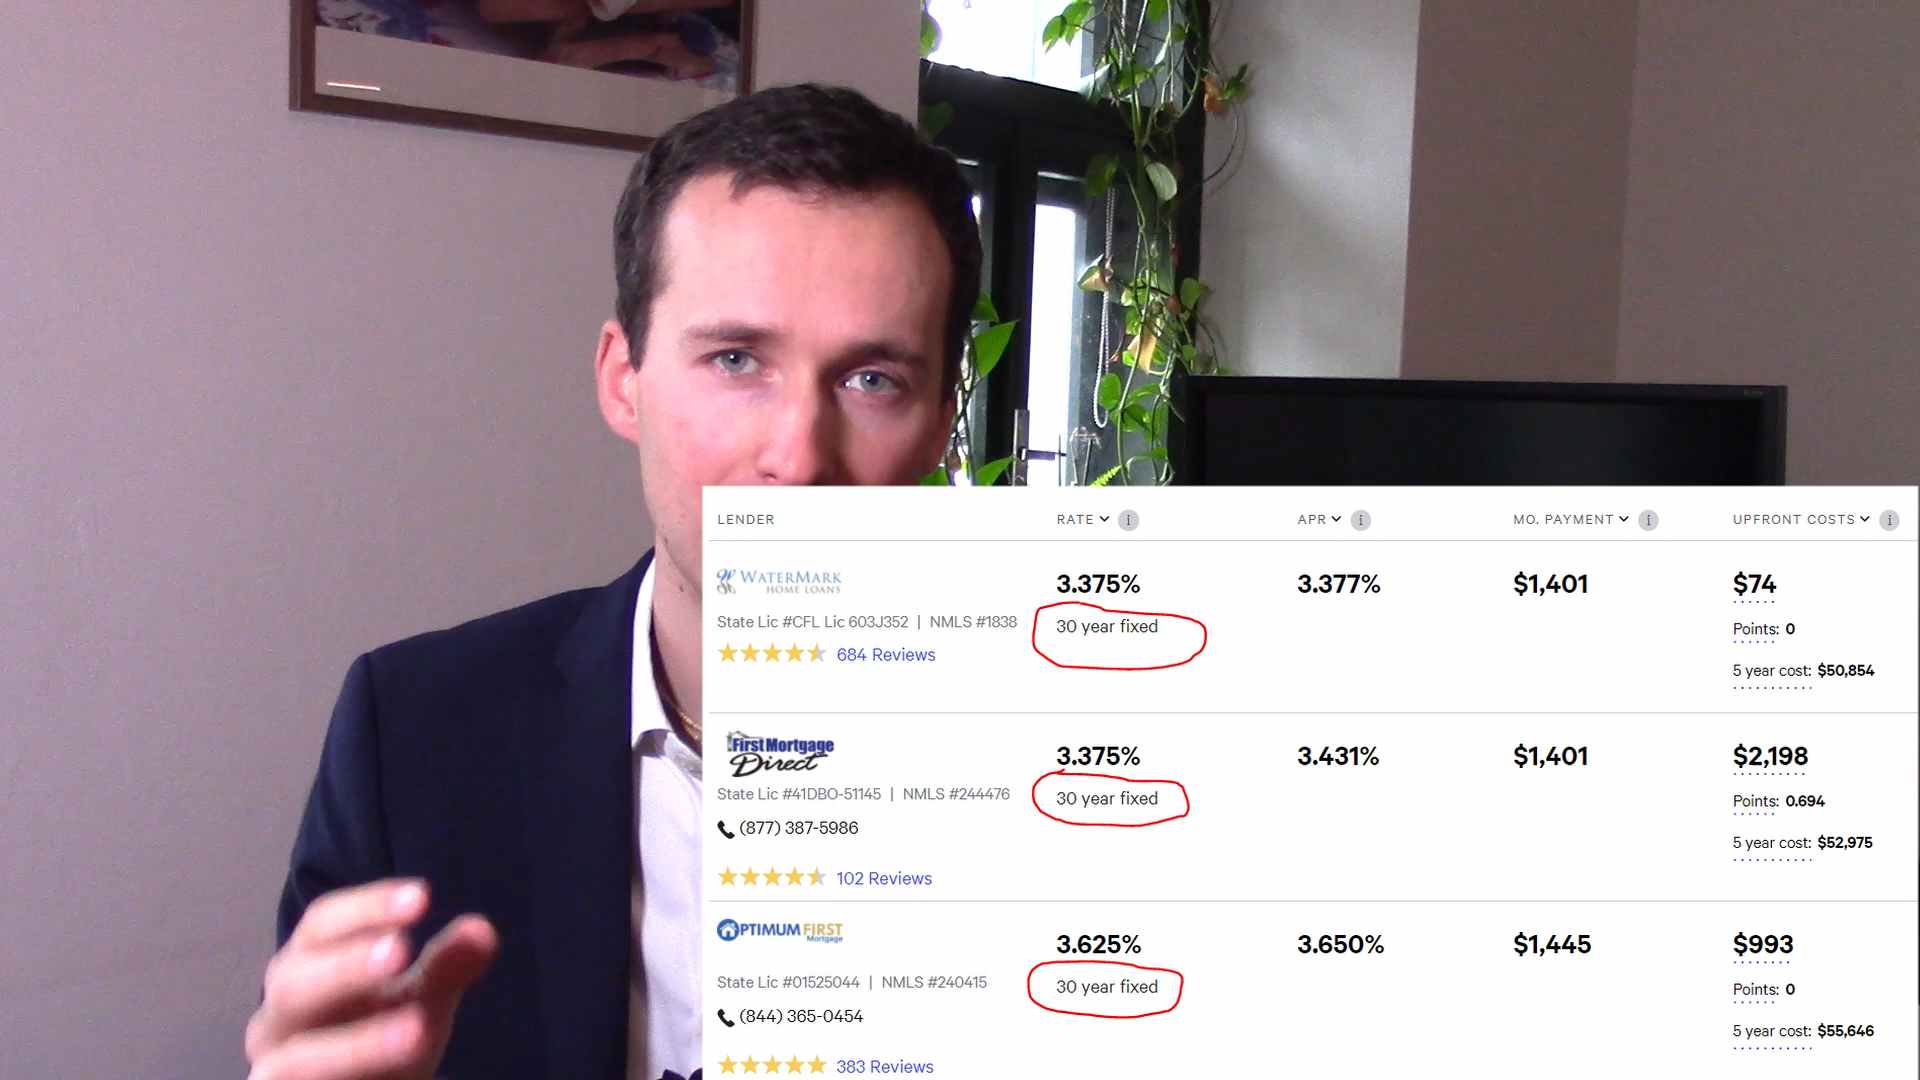 LENDER RATE APR MO. PAYMENT UPFRONT COSTS
WATERMARK
HOME LOANS
3.375% 3.377% $1,401 $74
State Lic #CFL Lic 603J352 | NMLS #1838
30 year fixed
Points: 0
684 Reviews
5 year cost: $50,854
First Mortgage
Direct
3.375% 3.431% $1,401 $2,198
State Lic #41DBO-51145 | NMLS #244476
30 year fixed
Points: 0.694
(877) 387-5986
5 year cost: $52,975
102 Reviews
OPTIMUM FIRST
Mortgage
3.625% 3.650% $1,445 $993
State Lic #01525044 | NMLS #240415
30 year fixed
Points: 0
(844) 365-0454
5 year cost: $55,646
383 Reviews